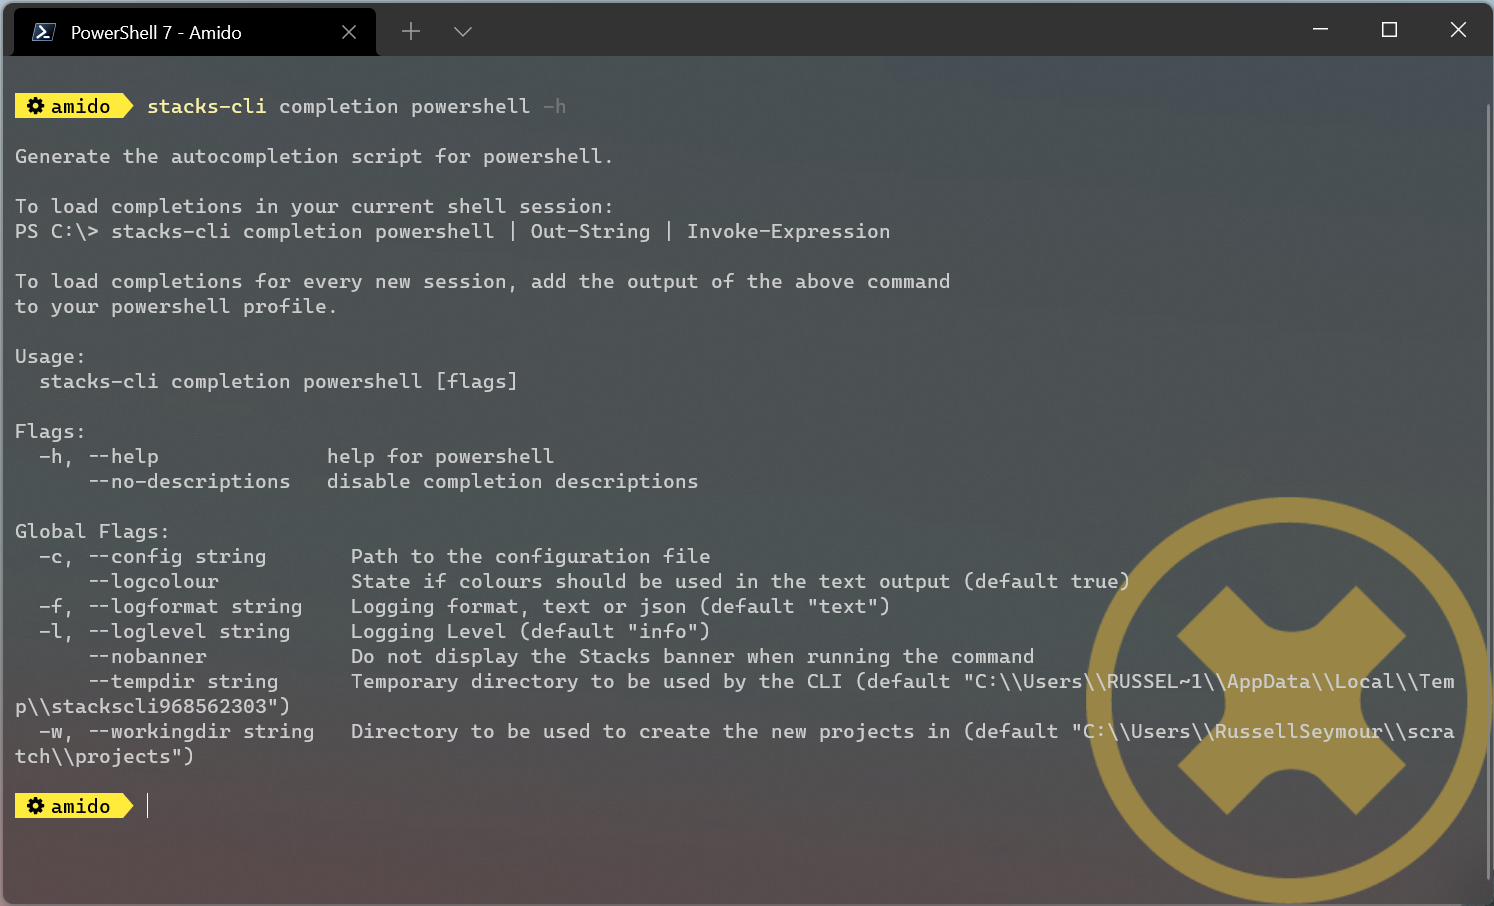 PowerShell 7 - Amido
amido stacks-cli completion powershell -h
Generate the autocompletion script for powershell.
To load completions in your current shell session:
PS C:\> stacks-cli completion powershell | Out-String | Invoke-Expression
To load completions for every new session, add the output of the above command
to your powershell profile.
Usage:
  stacks-cli completion powershell [flags]
Flags:
  -h, --help              help for powershell
      --no-descriptions   disable completion descriptions
Global Flags:
  -c, --config string       Path to the configuration file
      --logcolour           State if colours should be used in the text output (default true)
  -f, --logformat string    Logging format, text or json (default "text")
  -l, --loglevel string     Logging Level (default "info")
      --nobanner            Do not display the Stacks banner when running the command
      --tempdir string      Temporary directory to be used by the CLI (default "C:\\Users\\RUSSEL~1\\AppData\\Local\\Tem
p\\stackscli968562303")
  -w, --workingdir string   Directory to be used to create the new projects in (default "C:\\Users\\RussellSeymour\\scra
tch\\projects")
amido